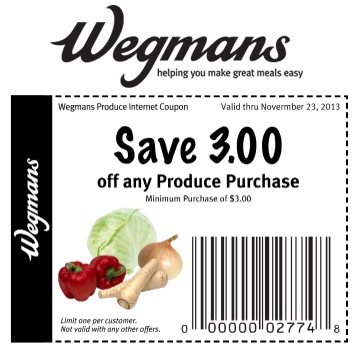 Wegmans
helping you make great meals easy
Wegmans Produce Internet Coupon
Valid thru November 23, 2013
Wegmans
Save 3.00
off any Produce Purchase
Minimum Purchase of $3.00
Limit one per customer.
Not valid with any other offers.
0 00000 02774 8